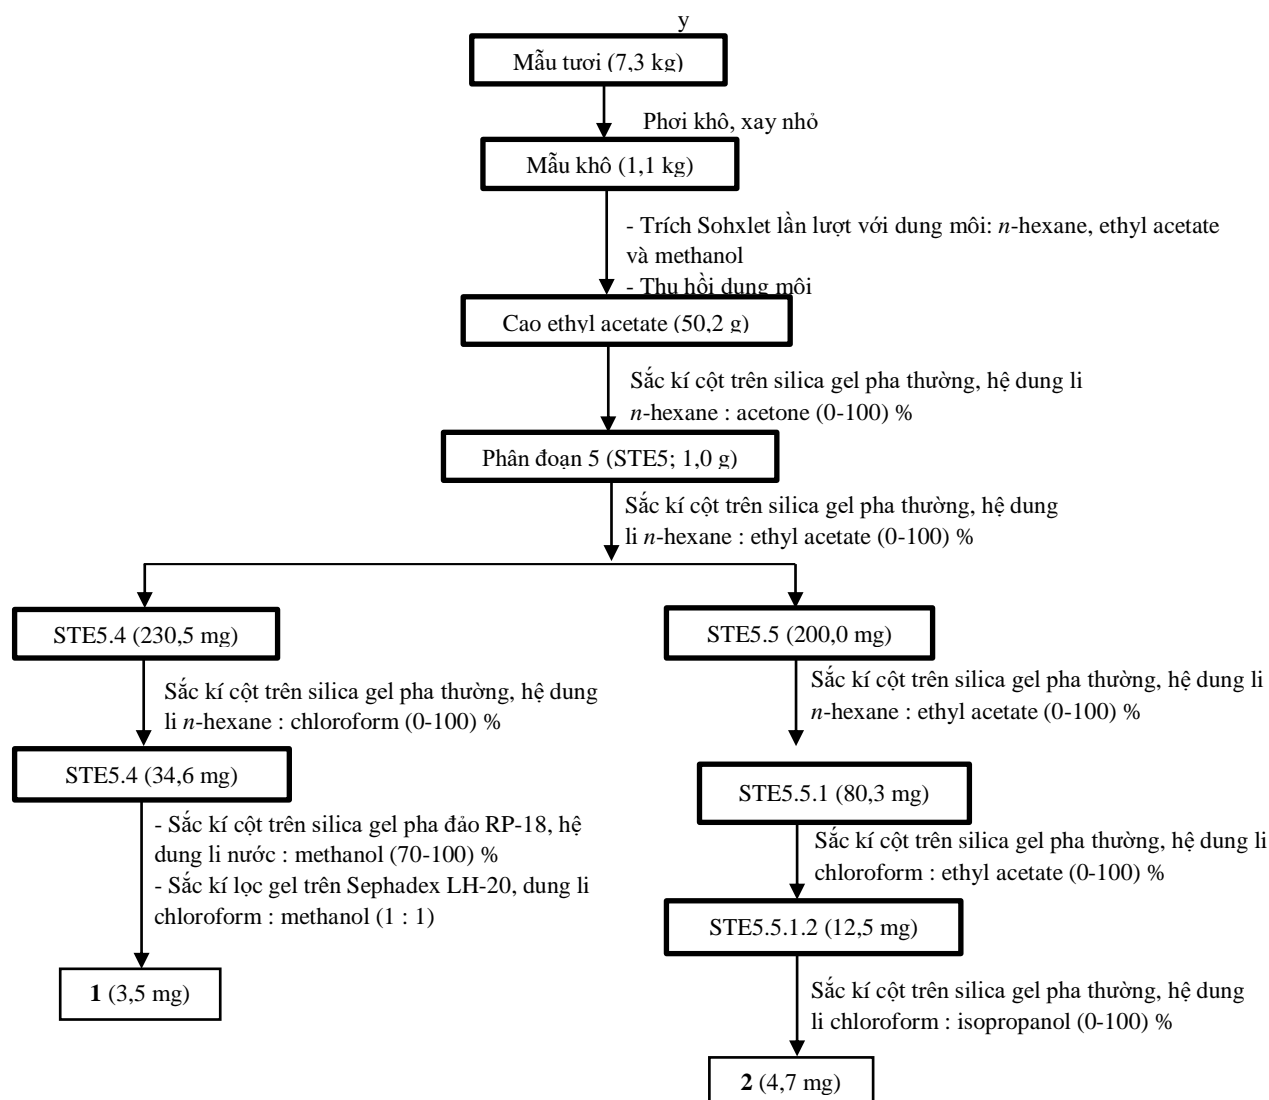 y
Mẫu tươi (7,3 kg)
Phơi khô, xay nhỏ
Mẫu khô (1,1 kg)
- Trích Sohxlet lần lượt với dung môi: n-hexane, ethyl acetate
và methanol
- Thu hồi dung môi
Cao ethyl acetate (50,2 g)
Sắc kí cột trên silica gel pha thường, hệ dung li
n-hexane : acetone (0-100) %
Phân đoạn 5 (STE5; 1,0 g)
Sắc kí cột trên silica gel pha thường, hệ dung
li n-hexane : ethyl acetate (0-100) %
STE5.4 (230,5 mg)
Sắc kí cột trên silica gel pha thường, hệ dung
li n-hexane : chloroform (0-100) %
STE5.4 (34,6 mg)
- Sắc kí cột trên silica gel pha đảo RP-18, hệ
dung li nước : methanol (70-100) %
- Sắc kí lọc gel trên Sephadex LH-20, dung li
chloroform : methanol (1 : 1)
1 (3,5 mg)
STE5.5 (200,0 mg)
Sắc kí cột trên silica gel pha thường, hệ dung li
n-hexane : ethyl acetate (0-100) %
STE5.5.1 (80,3 mg)
Sắc kí cột trên silica gel pha thường, hệ dung li
chloroform : ethyl acetate (0-100) %
STE5.5.1.2 (12,5 mg)
Sắc kí cột trên silica gel pha thường, hệ dung
li chloroform : isopropanol (0-100) %
2 (4,7 mg)